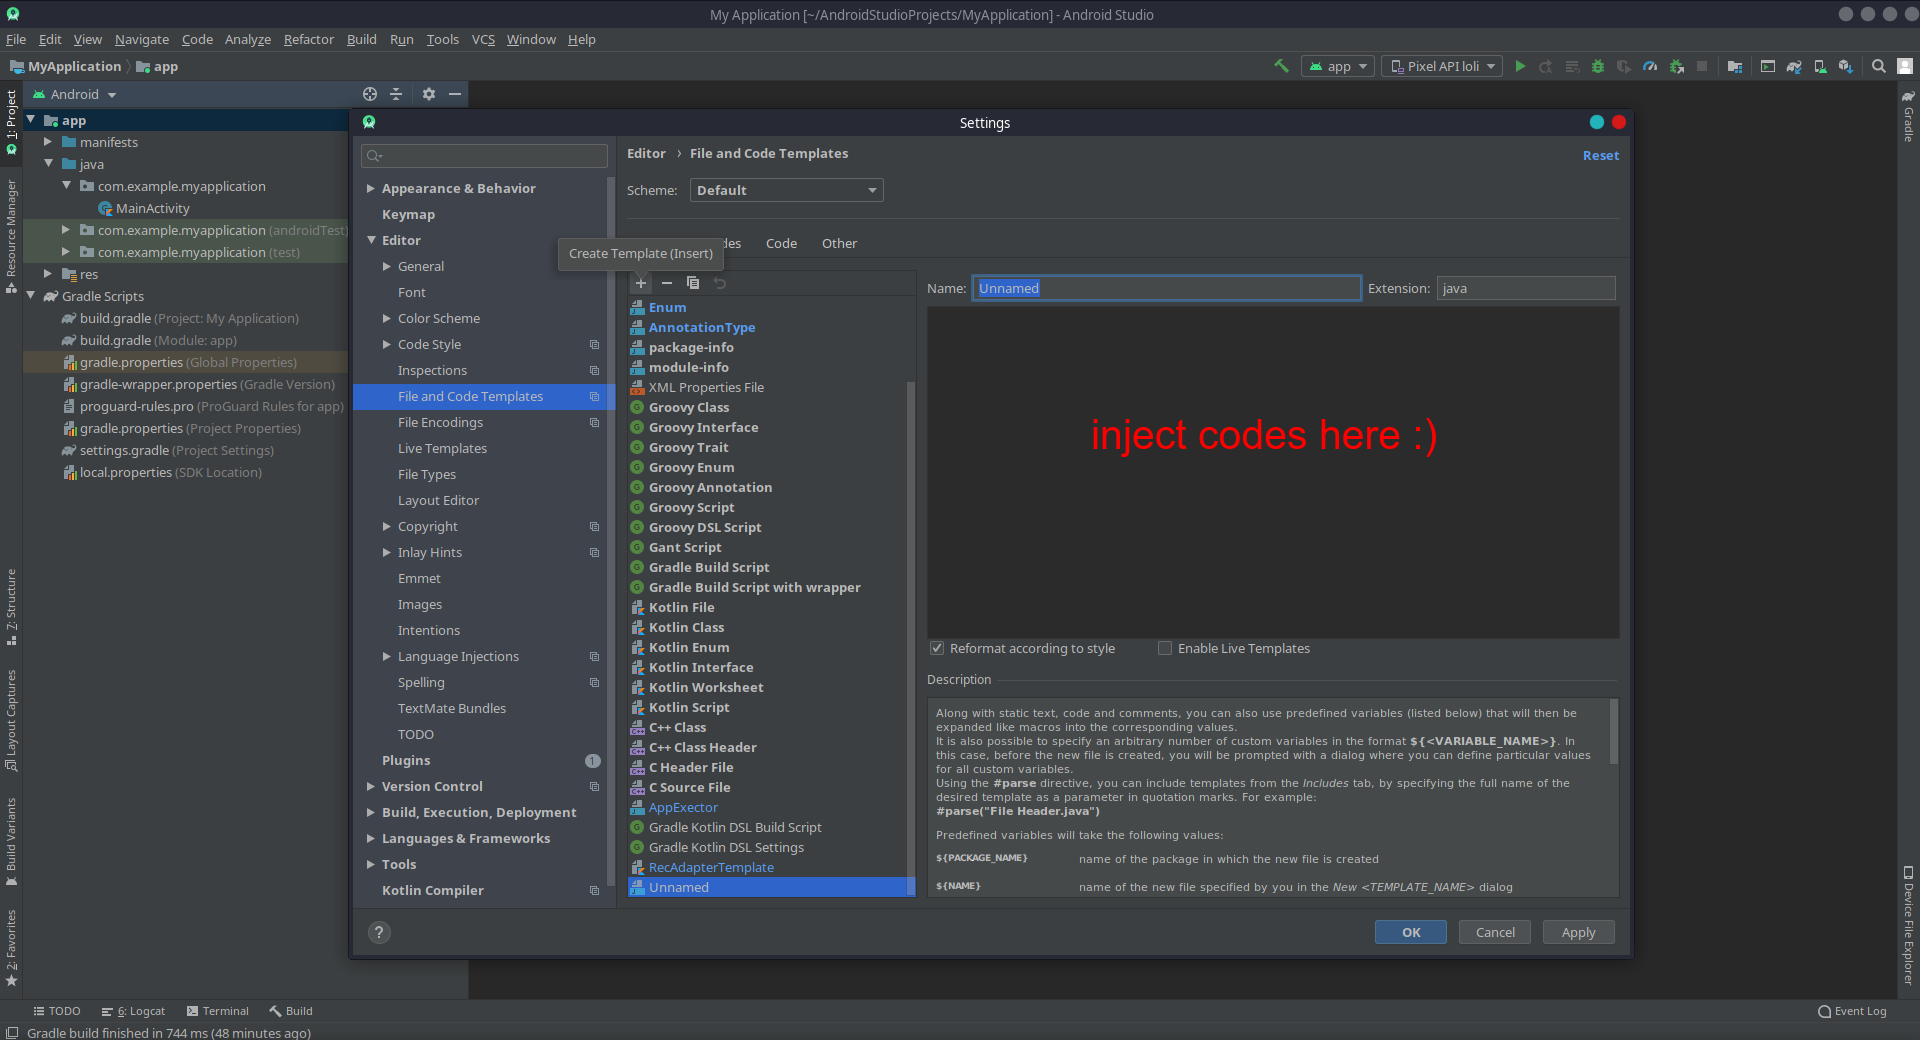 My Application [~/AndroidStudioProjects/MyApplication] - Android Studio
File Edit View Navigate Code Analyze Refactor Build Run Tools VCS Window Help
MyApplication app
app
Pixel API loli
1: Project
Resource Manager
7: Structure
Layout Captures
Build Variants
2: Favorites
Android
app
manifests
java
com.example.myapplication
MainActivity
com.example.myapplication (androidTest)
com.example.myapplication (test)
res
Gradle Scripts
build.gradle (Project: My Application)
build.gradle (Module: app)
gradle.properties (Global Properties)
gradle-wrapper.properties (Gradle Version)
proguard-rules.pro (ProGuard Rules for app)
gradle.properties (Project Properties)
settings.gradle (Project Settings)
local.properties (SDK Location)
Settings
Appearance & Behavior
Keymap
Editor
General
Font
Color Scheme
Code Style
Inspections
File and Code Templates
File Encodings
Live Templates
File Types
Layout Editor
Copyright
Inlay Hints
Emmet
Images
Intentions
Language Injections
Spelling
TextMate Bundles
TODO
Plugins 1
Version Control
Build, Execution, Deployment
Languages & Frameworks
Tools
Kotlin Compiler
Editor › File and Code Templates
Reset
Scheme: Default
Create Template (Insert)
des Code Other
Enum
AnnotationType
package-info
module-info
XML Properties File
Groovy Class
Groovy Interface
Groovy Trait
Groovy Enum
Groovy Annotation
Groovy Script
Groovy DSL Script
Gant Script
Gradle Build Script
Gradle Build Script with wrapper
Kotlin File
Kotlin Class
Kotlin Enum
Kotlin Interface
Kotlin Worksheet
Kotlin Script
C++ Class
C++ Class Header
C Header File
C Source File
AppExector
Gradle Kotlin DSL Build Script
Gradle Kotlin DSL Settings
RecAdapterTemplate
Unnamed
Name: Unnamed Extension: java
inject codes here :)
Reformat according to style Enable Live Templates
Description
Along with static text, code and comments, you can also use predefined variables (listed below) that will then be
expanded like macros into the corresponding values.
It is also possible to specify an arbitrary number of custom variables in the format ${<VARIABLE_NAME>}. In
this case, before the new file is created, you will be prompted with a dialog where you can define particular values
for all custom variables.
Using the #parse directive, you can include templates from the Includes tab, by specifying the full name of the
desired template as a parameter in quotation marks. For example:
#parse("File Header.java")
Predefined variables will take the following values:
${PACKAGE_NAME} name of the package in which the new file is created
${NAME} name of the new file specified by you in the New <TEMPLATE_NAME> dialog
?
OK Cancel Apply
Gradle
Device File Explorer
TODO 6: Logcat Terminal Build
Event Log
Gradle build finished in 744 ms (48 minutes ago)